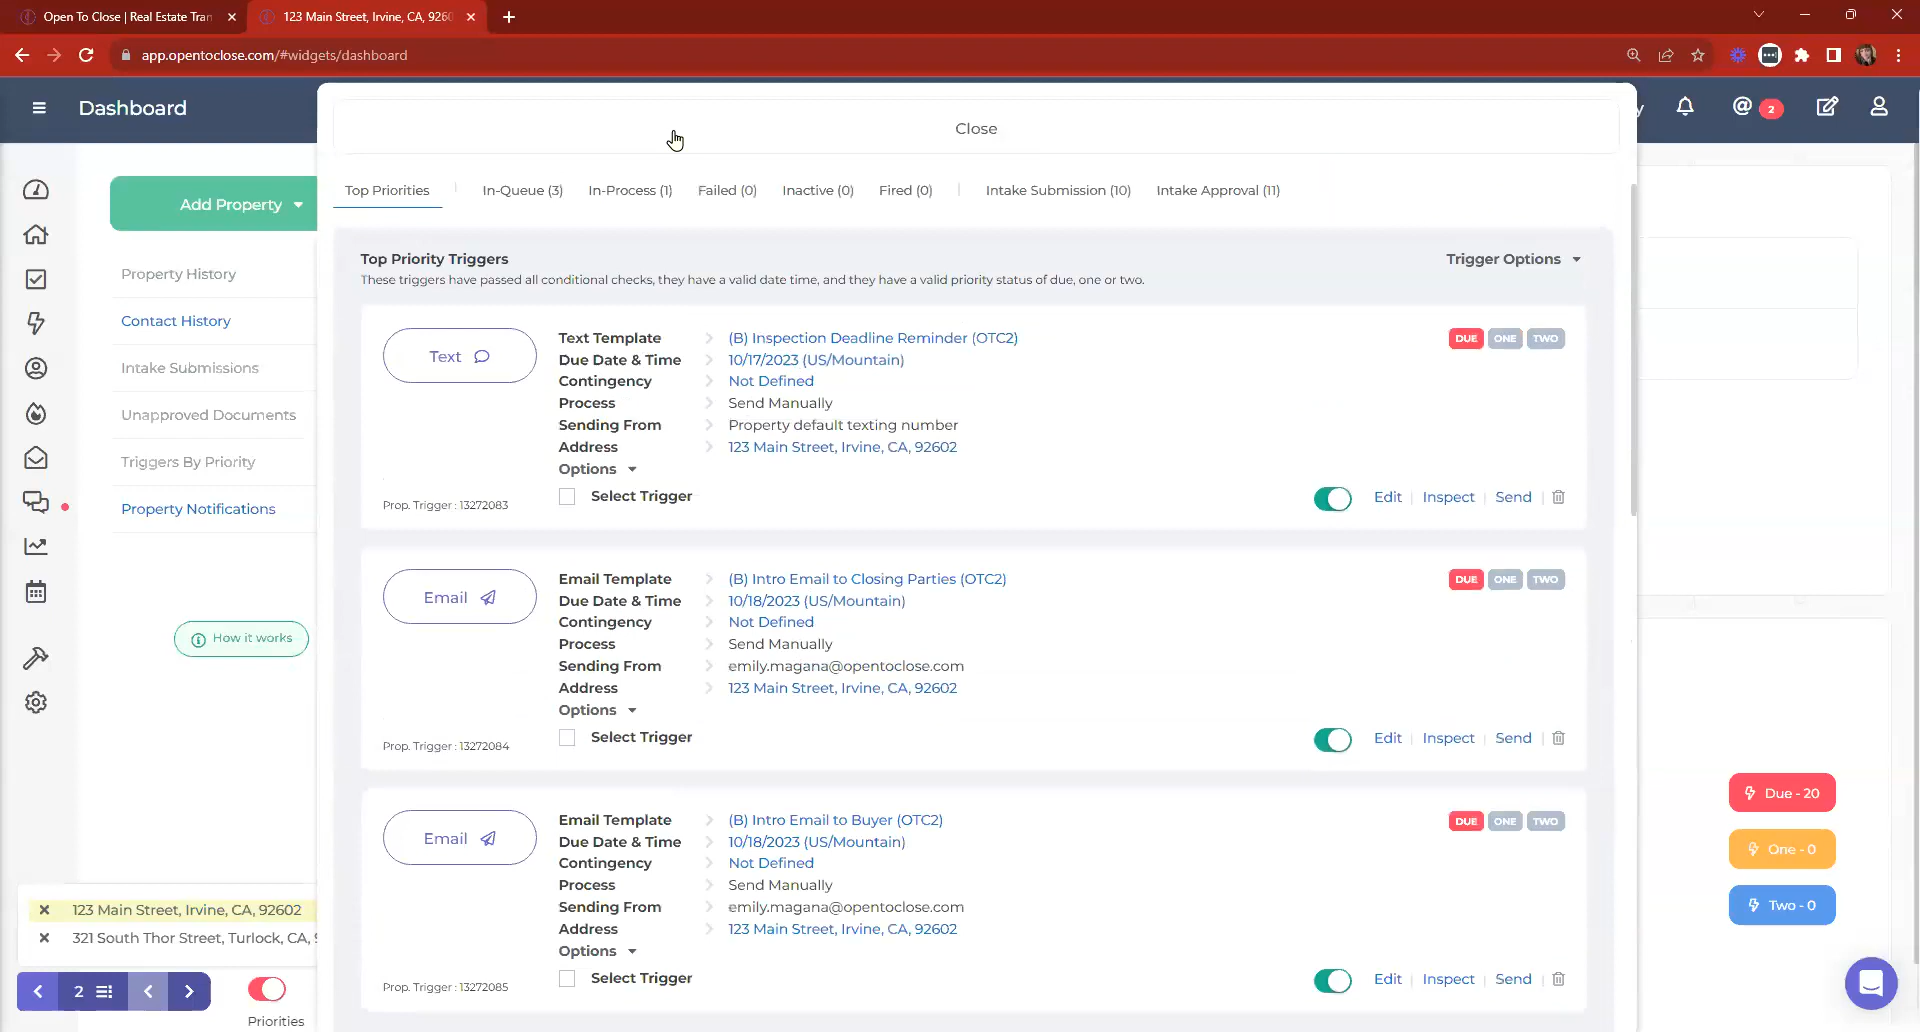 Open To Close | Real Estate Tran
123 Main Street, Irvine, CA, 9260
app.opentoclose.com/#widgets/dashboard
Dashboard
y
@ 2
Close
Add Property
Property History
Contact History
Intake Submissions
Unapproved Documents
Triggers By Priority
Property Notifications
How it works
Top Priorities
In-Queue (3)
In-Process (1)
Failed (0)
Inactive (0)
Fired (0)
Intake Submission (10)
Intake Approval (11)
Top Priority Triggers
Trigger Options
These triggers have passed all conditional checks, they have a valid date time, and they have a valid priority status of due, one or two.
Text
Text Template (B) Inspection Deadline Reminder (OTC2)
Due Date & Time 10/17/2023 (US/Mountain)
Contingency Not Defined
Process Send Manually
Sending From Property default texting number
Address 123 Main Street, Irvine, CA, 92602
Options
Select Trigger
Prop. Trigger : 13272083
DUE ONE TWO
Edit | Inspect | Send
Email
Email Template (B) Intro Email to Closing Parties (OTC2)
Due Date & Time 10/18/2023 (US/Mountain)
Contingency Not Defined
Process Send Manually
Sending From emily.magana@opentoclose.com
Address 123 Main Street, Irvine, CA, 92602
Options
Select Trigger
Prop. Trigger : 13272084
DUE ONE TWO
Edit | Inspect | Send
Email
Email Template (B) Intro Email to Buyer (OTC2)
Due Date & Time 10/18/2023 (US/Mountain)
Contingency Not Defined
Process Send Manually
Sending From emily.magana@opentoclose.com
Address 123 Main Street, Irvine, CA, 92602
Options
Select Trigger
Prop. Trigger : 13272085
DUE ONE TWO
Edit | Inspect | Send
Due - 20
One - 0
Two - 0
123 Main Street, Irvine, CA, 92602
321 South Thor Street, Turlock, CA,
2
Priorities